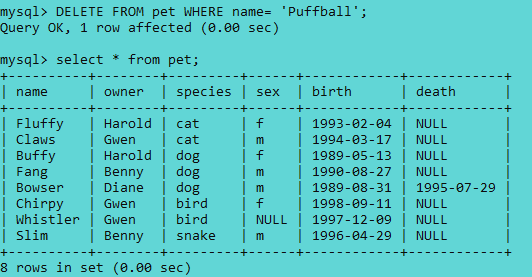 mysql> DELETE FROM pet WHERE name= 'Puffball';
Query OK, 1 row affected (0.00 sec)
mysql> select * from pet;
+----------+--------+---------+------+------------+------------+
| name     | owner  | species | sex  | birth      | death      |
+----------+--------+---------+------+------------+------------+
| Fluffy   | Harold | cat     | f    | 1993-02-04 | NULL       |
| Claws    | Gwen   | cat     | m    | 1994-03-17 | NULL       |
| Buffy    | Harold | dog     | f    | 1989-05-13 | NULL       |
| Fang     | Benny  | dog     | m    | 1990-08-27 | NULL       |
| Bowser   | Diane  | dog     | m    | 1989-08-31 | 1995-07-29 |
| Chirpy   | Gwen   | bird    | f    | 1998-09-11 | NULL       |
| Whistler | Gwen   | bird    | NULL | 1997-12-09 | NULL       |
| Slim     | Benny  | snake   | m    | 1996-04-29 | NULL       |
+----------+--------+---------+------+------------+------------+
8 rows in set (0.00 sec)